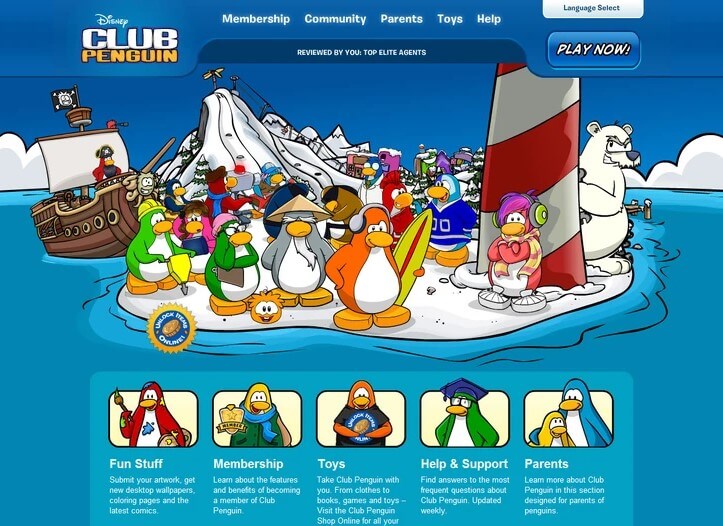 Language Select
Disney
CLUB
PENGUIN
Membership Community Parents Toys Help
REVIEWED BY YOU: TOP ELITE AGENTS
PLAY NOW!
UNLOCK ITEMS
ONLINE!
MEMBER
UNLOCK ITEMS
ONLINE!
Fun Stuff
Submit your artwork, get
new desktop wallpapers,
coloring pages and the
latest comics.
Membership
Learn about the features
and benefits of becoming
a member of Club
Penguin.
Toys
Take Club Penguin with
you. From clothes to
books, games and toys –
Visit the Club Penguin
Shop Online for all your
Help & Support
Find answers to the most
frequent questions about
Club Penguin. Updated
weekly.
Parents
Learn more about Club
Penguin in this section
designed for parents of
penguins.